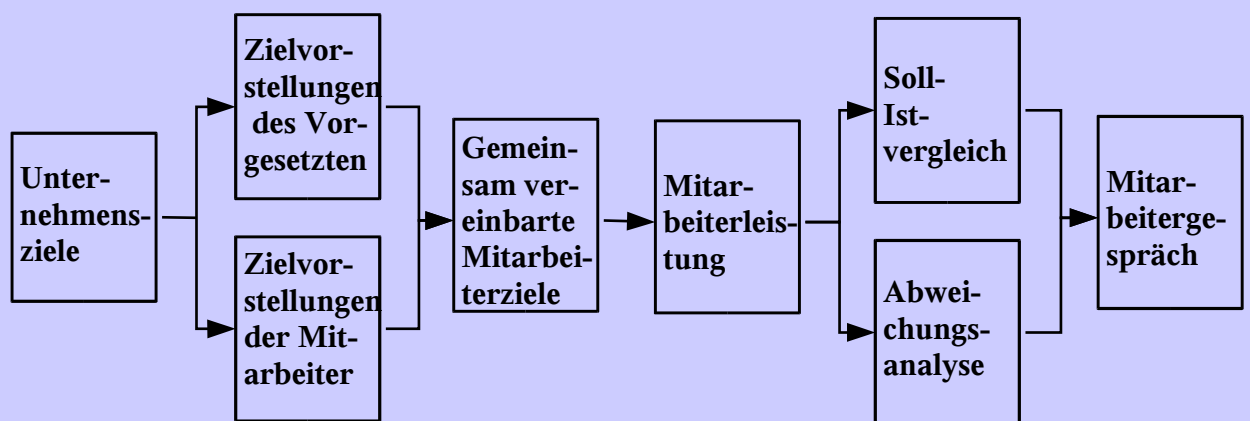 Unter-
nehmens-
ziele
Zielvor-
stellungen
des Vor-
gesetzten
Zielvor-
stellungen
der Mit-
arbeiter
Gemein-
sam ver-
einbarte
Mitarbei-
terziele
Mitar-
beiterleis-
tung
Soll-
Ist-
vergleich
Abwei-
chungs-
analyse
Mitar-
beiterge-
spräch